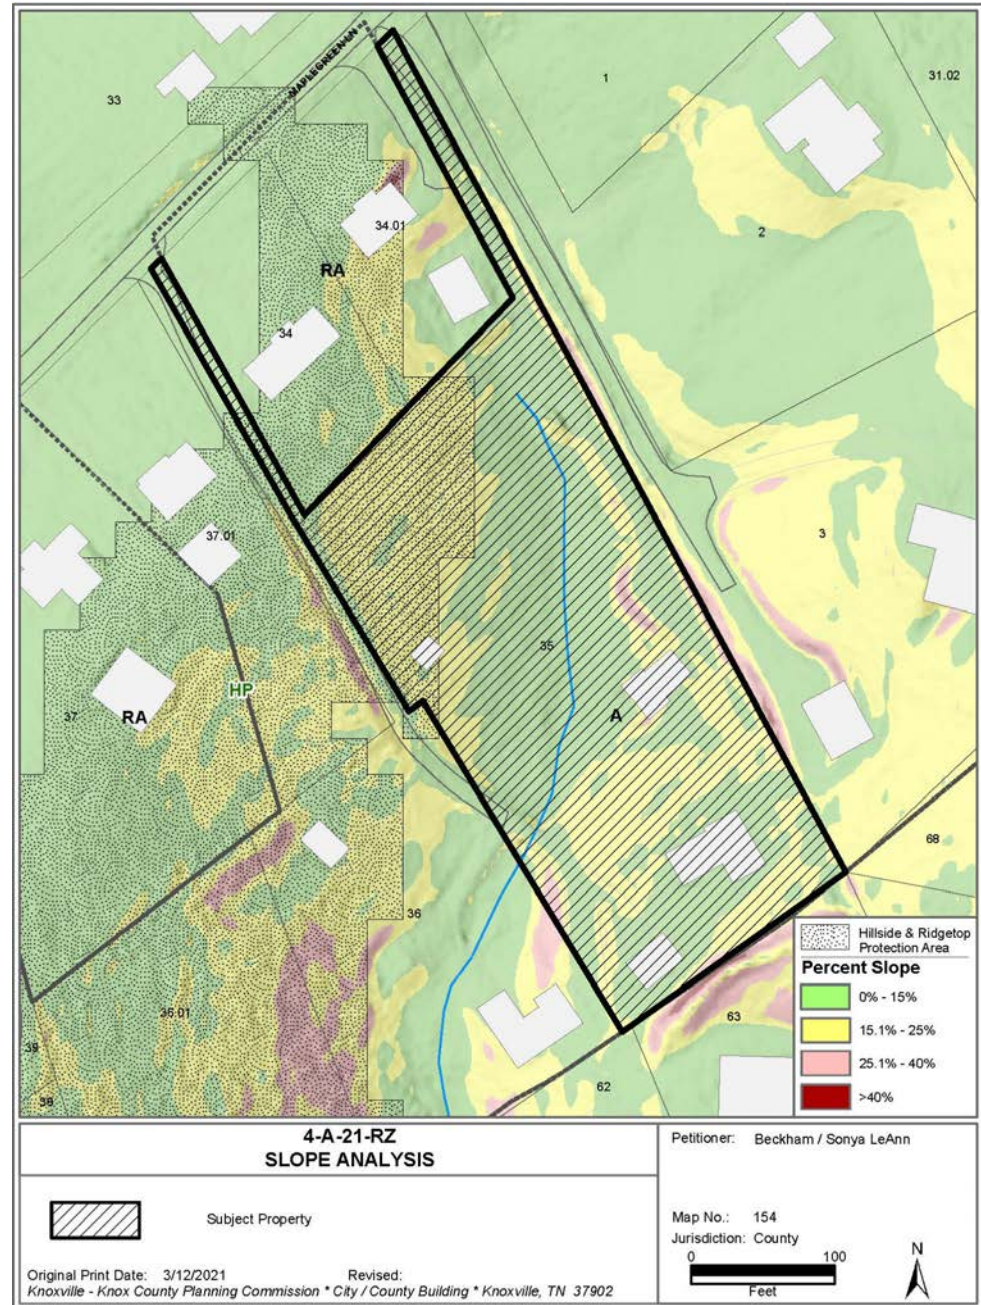 MAPLEGREEN LN
33
1
31.02
34.01
2
RA
34
37.01
3
35
HP
37
RA
A
68
36
36.01
63
39
38
62
Hillside & Ridgetop
Protection Area
Percent Slope
0% - 15%
15.1% - 25%
25.1% - 40%
>40%
4-A-21-RZ
SLOPE ANALYSIS
Subject Property
Original Print Date: 3/12/2021 Revised:
Knoxville - Knox County Planning Commission * City / County Building * Knoxville, TN 37902
Petitioner: Beckham / Sonya LeAnn
Map No.: 154
Jurisdiction: County
0 100
Feet
N